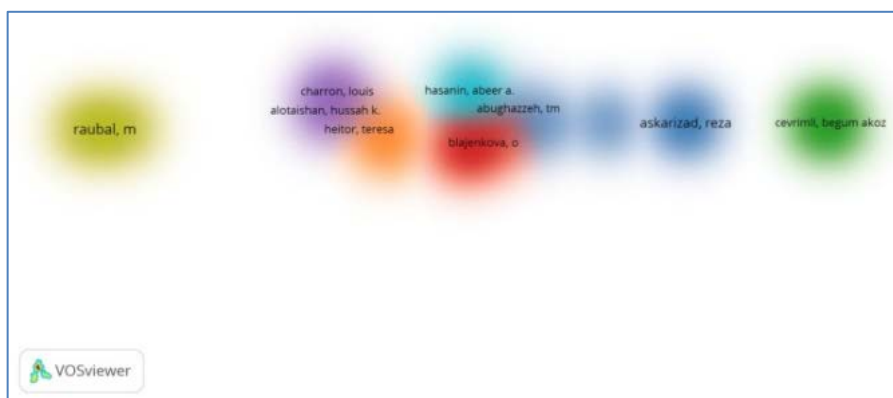 raubal, m
charron, louis
alotaishan, hussah k.
heitor, teresa
hasanin, abeer a.
abughazzeh, tm
blajenkova, o
askarizad, reza
cevrimli, begum akoz
VOSviewer